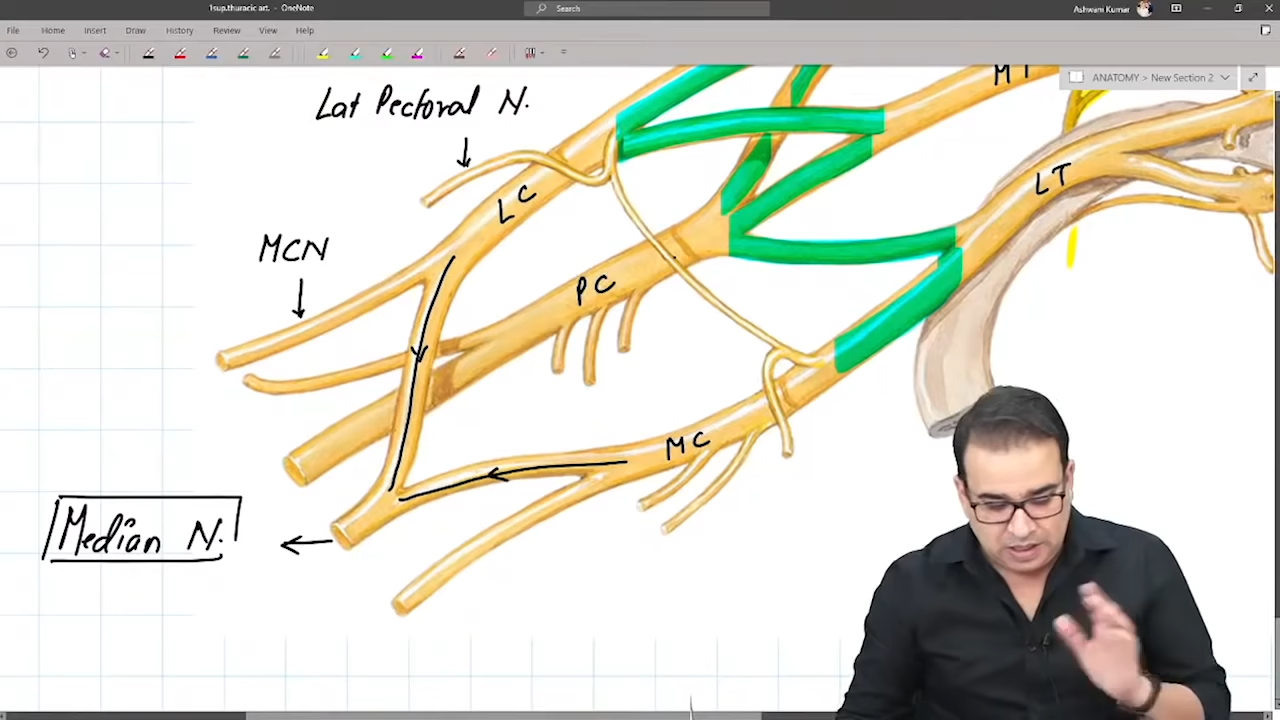 1sup.thoracic art. - OneNote
Search
Ashwani Kumar
File Home Insert Draw History Review View Help
ANATOMY > New Section 2
MT
Lat Pectoral N.
LC
LT
MCN
PC
MC
Median N.